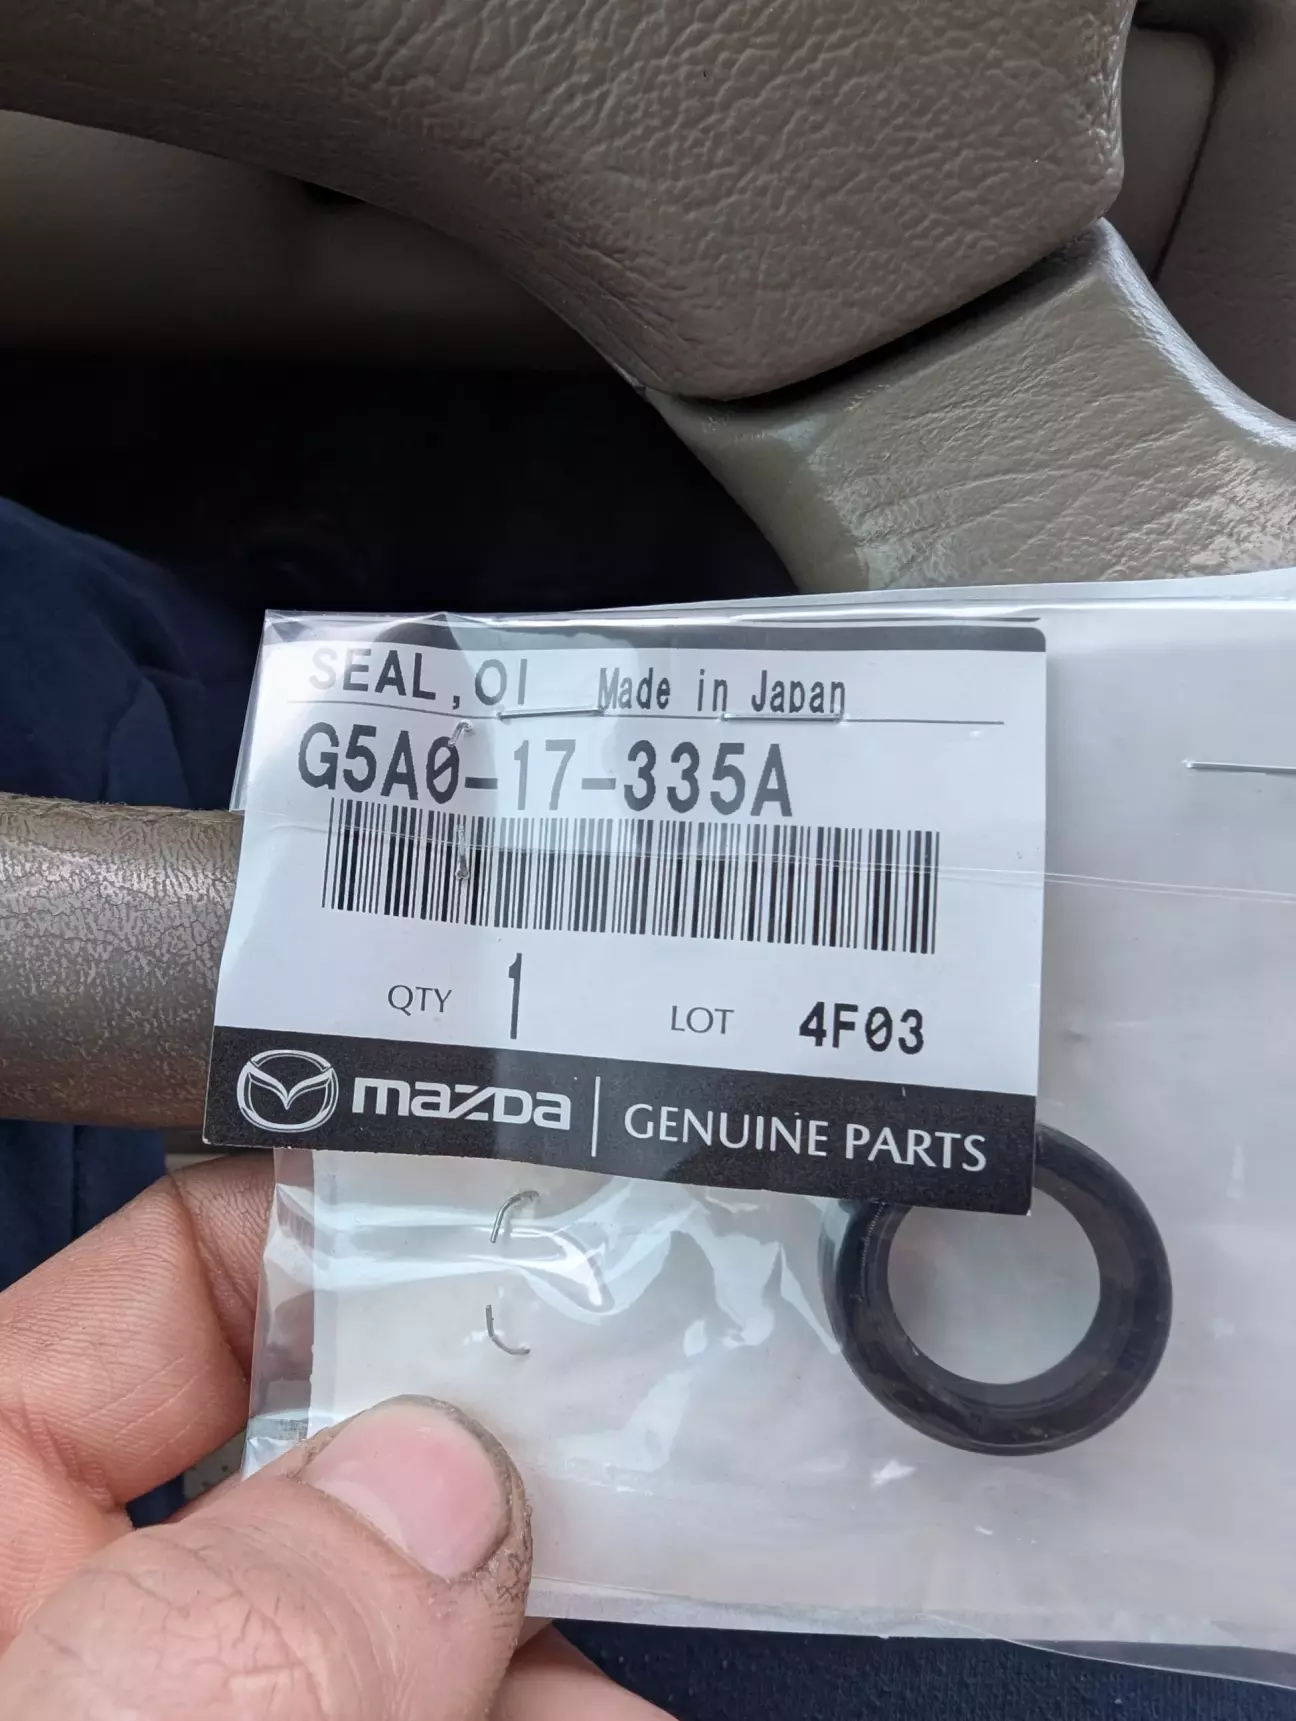 SEAL, OI Made in Japan
G5A0-17-335A
QTY 1 LOT 4F03
mazda | GENUINE PARTS